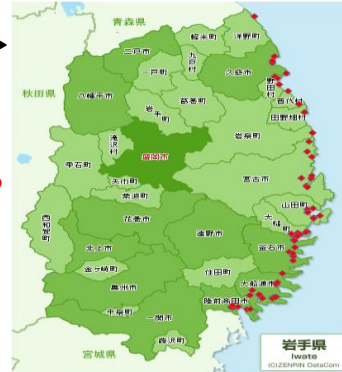 青森県
軽米町
洋野町
二戸市
九戸村
一戸町
久慈市
秋田県
八幡平市
野田村
普代村
葛巻町
岩手町
田野畑村
岩泉町
滝沢村
盛岡市
雫石町
宮古市
矢巾町
紫波町
山田町
大槌町
西和賀町
花巻市
遠野市
釜石市
北上市
金ヶ崎町
住田町
奥州市
大船渡市
陸前高田市
平泉町
一関市
藤沢町
宮城県
岩手県
Iwate
(C)ZENRIN DataCom